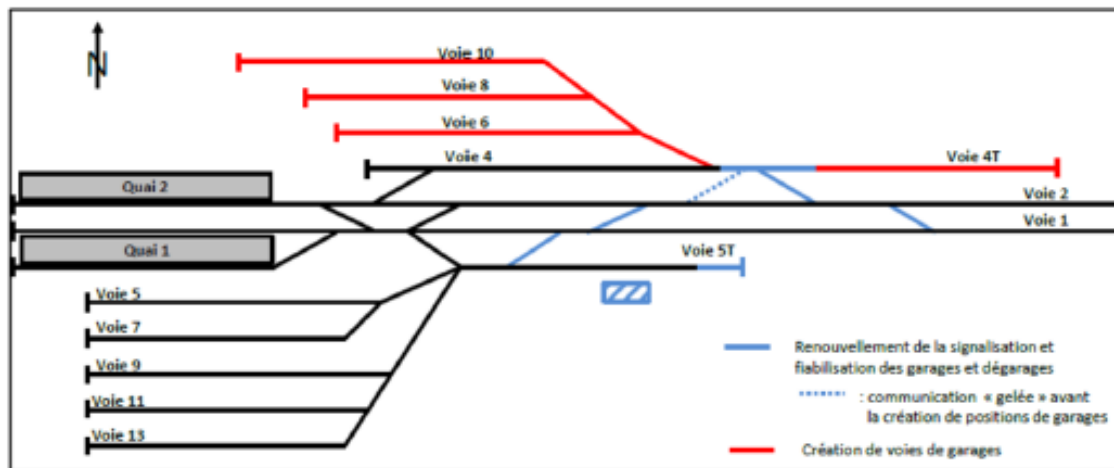 N
Voie 10
Voie 8
Voie 6
Voie 4
Voie 4T
Quai 2
Voie 2
Voie 1
Quai 1
Voie 5T
Voie 5
Voie 7
Voie 9
Voie 11
Voie 13
Renouvellement de la signalisation et
fiabilisation des garages et dégarages
: communication « gelée » avant
la création de positions de garages
Création de voies de garages